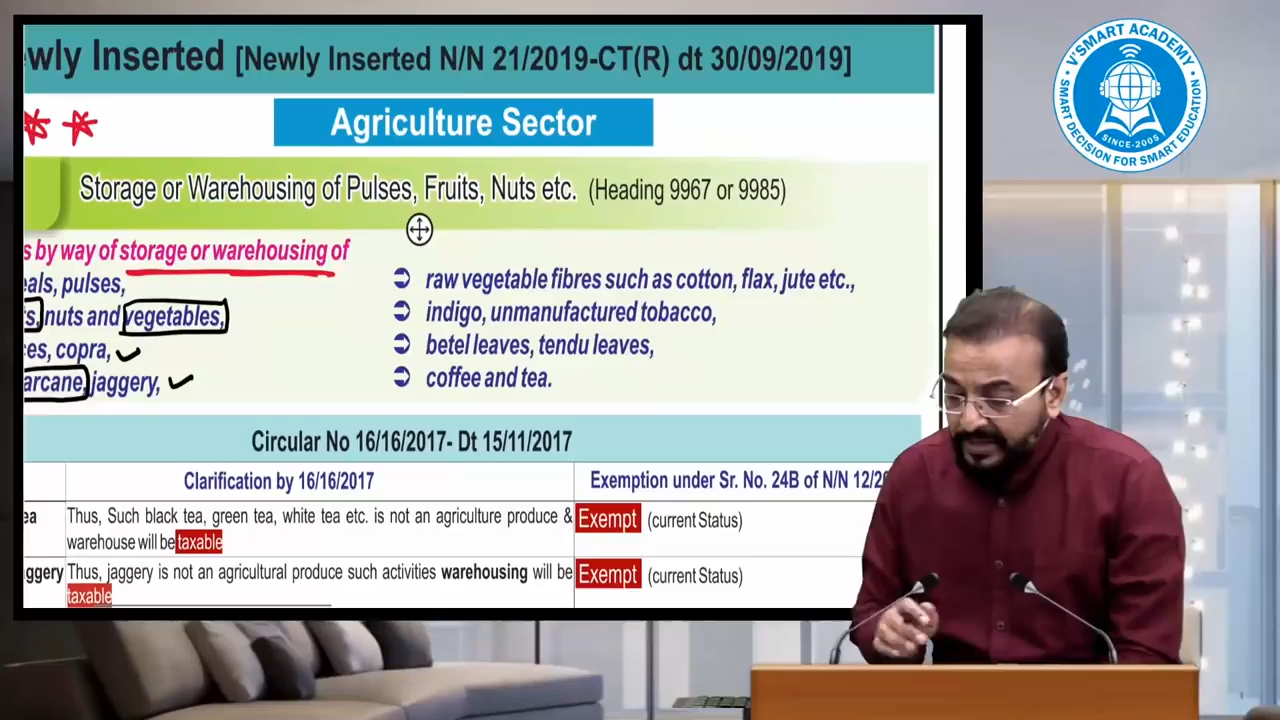 wly Inserted [Newly Inserted N/N 21/2019-CT(R) dt 30/09/2019]
Agriculture Sector
Storage or Warehousing of Pulses, Fruits, Nuts etc. (Heading 9967 or 9985)
s by way of storage or warehousing of
eals, pulses,
s, nuts and vegetables,
ces, copra,
arcane, jaggery,
raw vegetable fibres such as cotton, flax, jute etc.,
indigo, unmanufactured tobacco,
betel leaves, tendu leaves,
coffee and tea.
Circular No 16/16/2017- Dt 15/11/2017
Clarification by 16/16/2017
Exemption under Sr. No. 24B of N/N 12/20
ea
Thus, Such black tea, green tea, white tea etc. is not an agriculture produce &
warehouse will be taxable
Exempt (current Status)
ggery
Thus, jaggery is not an agricultural produce such activities warehousing will be
taxable
Exempt (current Status)
V'SMART ACADEMY
SINCE-2005
SMART DECISION FOR SMART EDUCATION